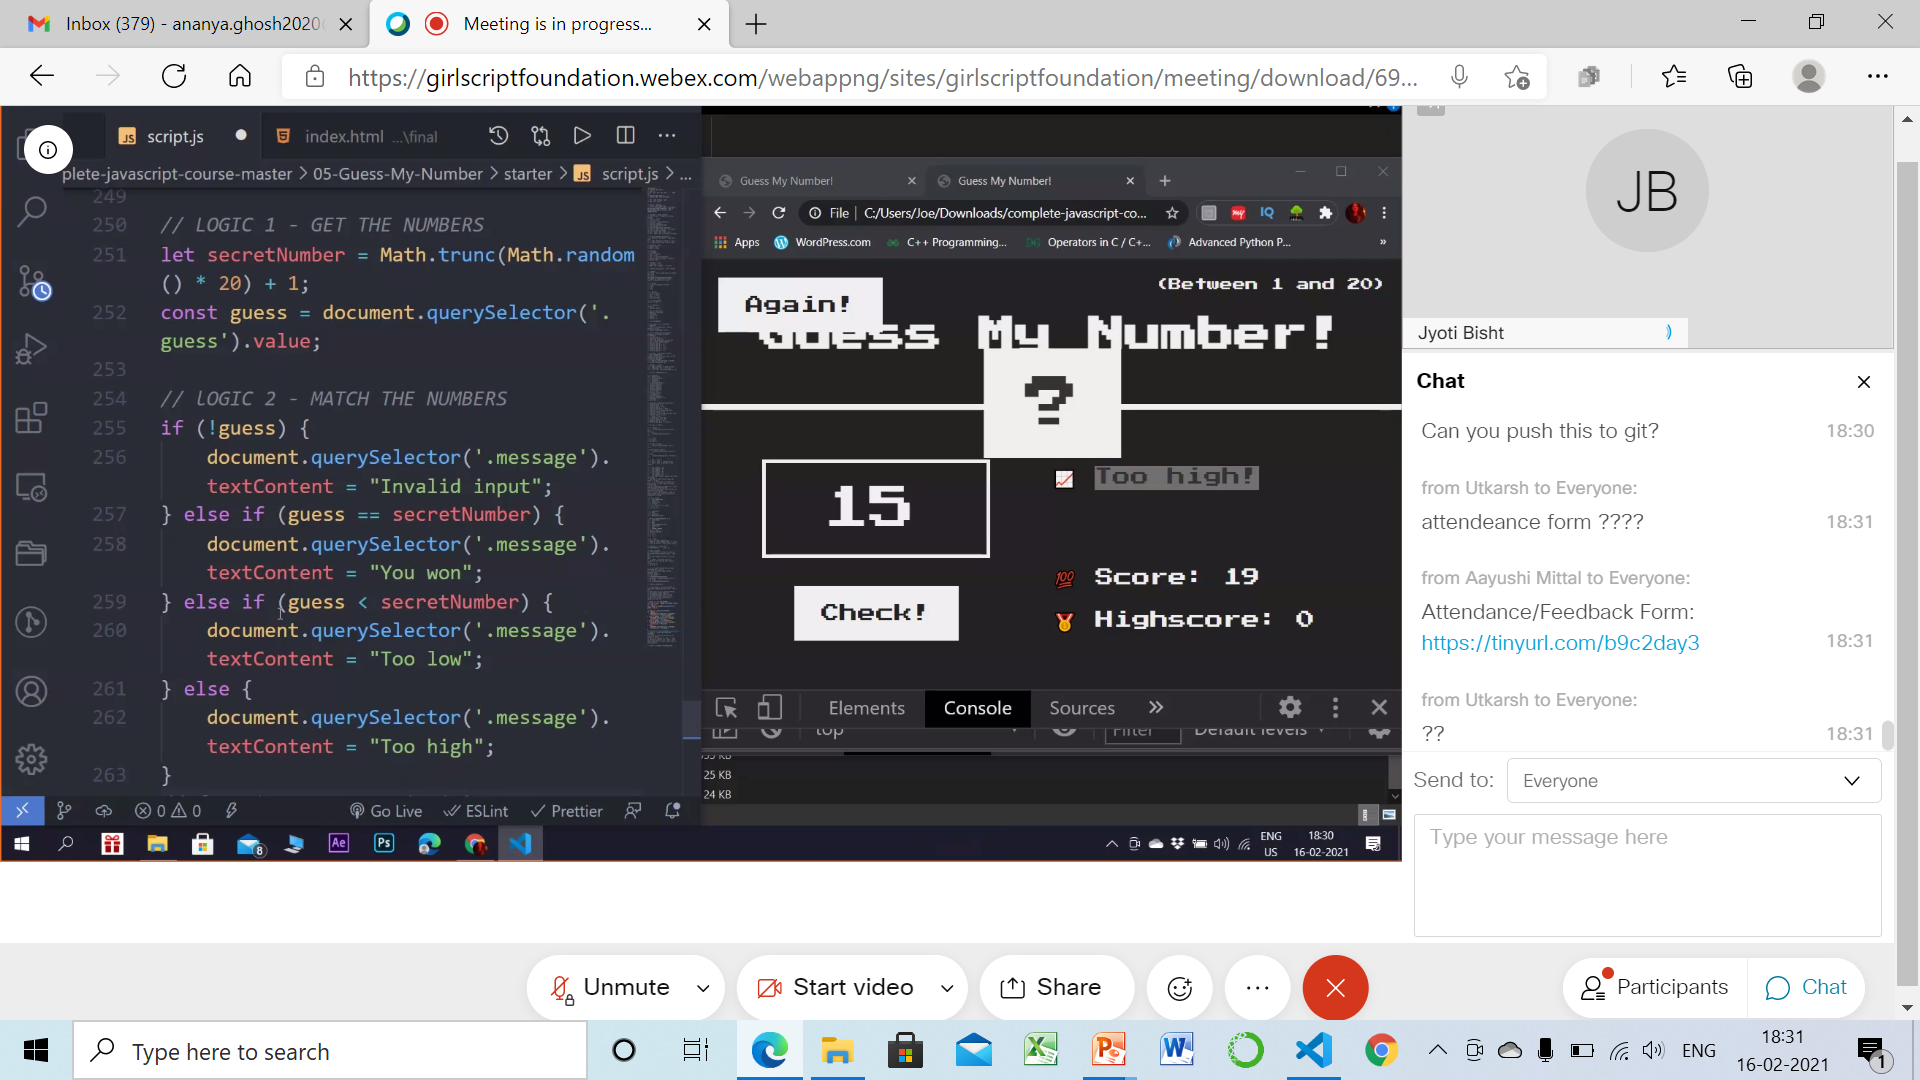 Inbox (379) - ananya.ghosh2020
Meeting is in progress...
https://girlscriptfoundation.webex.com/webappng/sites/girlscriptfoundation/meeting/download/69...
script.js
index.html ...\final
plete-javascript-course-master > 05-Guess-My-Number > starter > JS script.js > ...
249
250 // LOGIC 1 - GET THE NUMBERS
251 let secretNumber = Math.trunc(Math.random
() * 20) + 1;
252 const guess = document.querySelector('.
guess').value;
253
254 // LOGIC 2 - MATCH THE NUMBERS
255 if (!guess) {
256 document.querySelector('.message').
textContent = "Invalid input";
257 } else if (guess == secretNumber) {
258 document.querySelector('.message').
textContent = "You won";
259 } else if (guess < secretNumber) {
260 document.querySelector('.message').
textContent = "Too low";
261 } else {
262 document.querySelector('.message').
textContent = "Too high";
263 }
0 0
Go Live
ESLint
Prettier
Guess My Number!
Guess My Number!
File | C:/Users/Joe/Downloads/complete-javascript-co...
Apps
WordPress.com
C++ Programming...
Operators in C / C+...
Advanced Python P...
»
Again!
(Between 1 and 20)
Guess My Number!
?
15
Too high!
Check!
Score: 19
Highscore: 0
Elements
Console
Sources
»
top
Filter
Default levels
25 KB
24 KB
Ae
Ps
8
ENG
US
18:30
16-02-2021
JB
Jyoti Bisht
Chat
Can you push this to git? 18:30
from Utkarsh to Everyone:
attendeance form ???? 18:31
from Aayushi Mittal to Everyone:
Attendance/Feedback Form:
https://tinyurl.com/b9c2day3 18:31
from Utkarsh to Everyone:
?? 18:31
Send to: Everyone
Type your message here
Unmute
Start video
Share
Participants
Chat
Type here to search
ENG
18:31
16-02-2021
1